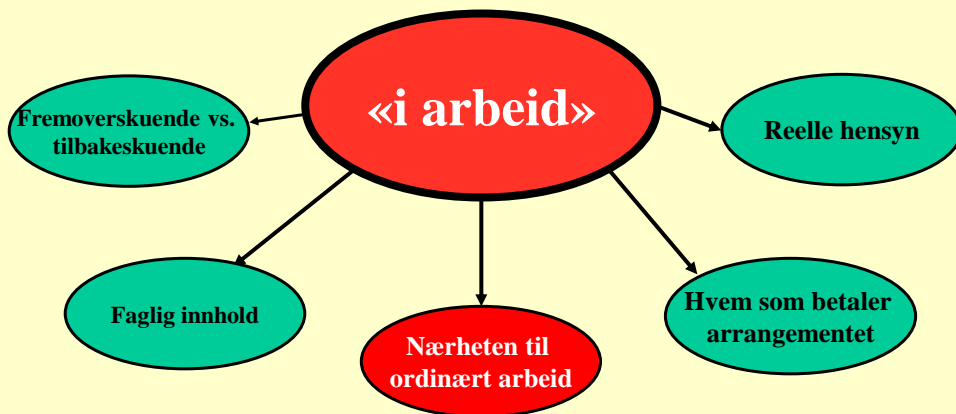 «i arbeid»
Fremoverskuende vs.
tilbakeskuende
Reelle hensyn
Faglig innhold
Nærheten til
ordinært arbeid
Hvem som betaler
arrangementet